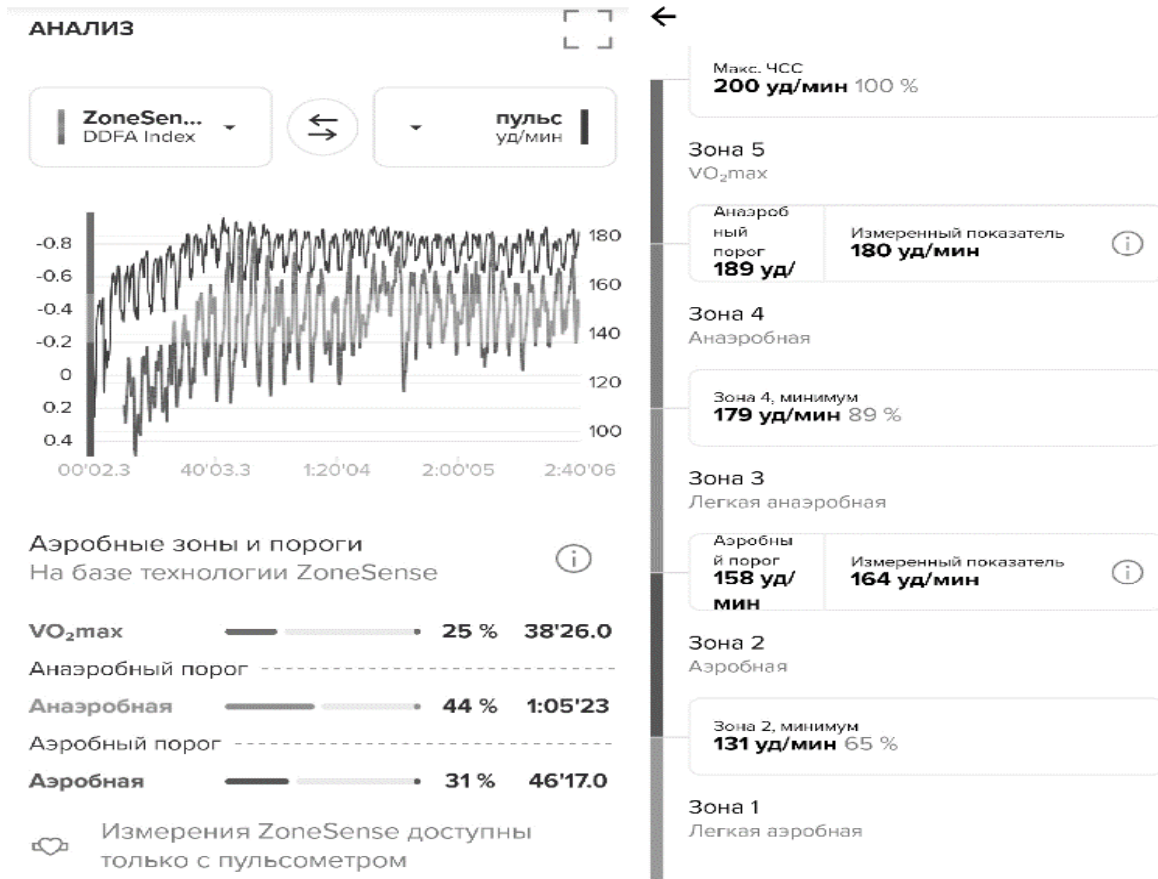 АНАЛИЗ
ZoneSen...
DDFA Index
пульс
уд/мин
-0.8
-0.6
-0.4
-0.2
0
0.2
0.4
180
160
140
120
100
00'02.3 40'03.3 1:20'04 2:00'05 2:40'06
Аэробные зоны и пороги
На базе технологии ZoneSense
VO₂max 25 % 38'26.0
Анаэробный порог
Анаэробная 44 % 1:05'23
Аэробный порог
Аэробная 31 % 46'17.0
Измерения ZoneSense доступны
только с пульсометром
Макс. ЧСС
200 уд/мин 100 %
Зона 5
VO₂max
Анаэроб
ный
порог
189 уд/
Измеренный показатель
180 уд/мин
Зона 4
Анаэробная
Зона 4, минимум
179 уд/мин 89 %
Зона 3
Легкая анаэробная
Аэробны
й порог
158 уд/
мин
Измеренный показатель
164 уд/мин
Зона 2
Аэробная
Зона 2, минимум
131 уд/мин 65 %
Зона 1
Легкая аэробная